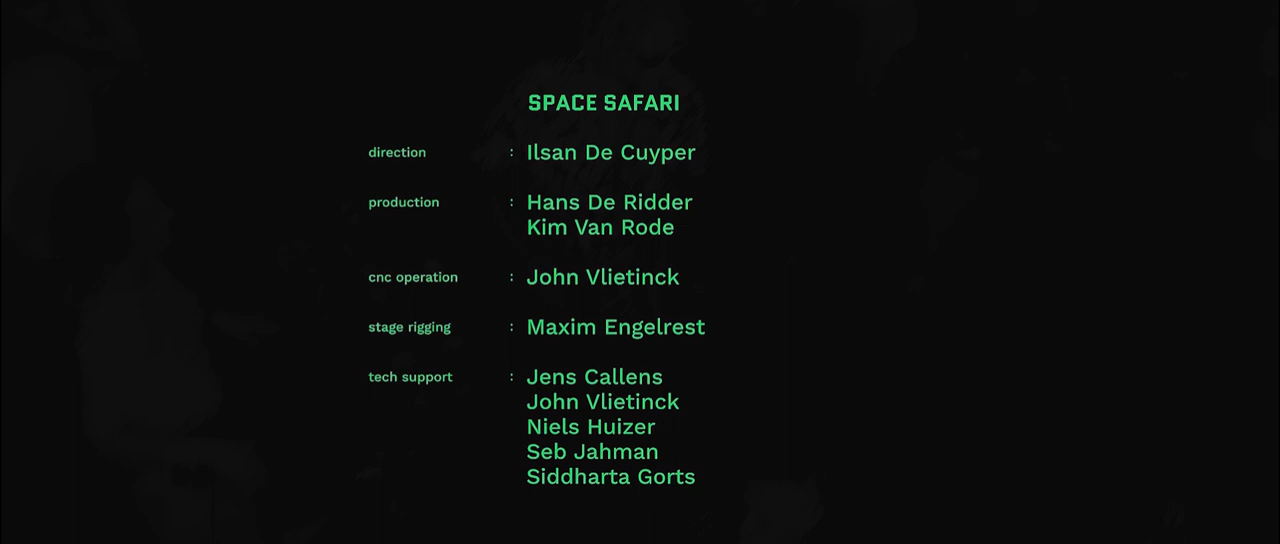 SPACE SAFARI
direction : Ilsan De Cuyper
production : Hans De Ridder
Kim Van Rode
cnc operation : John Vlietinck
stage rigging : Maxim Engelrest
tech support : Jens Callens
John Vlietinck
Niels Huizer
Seb Jahman
Siddharta Gorts